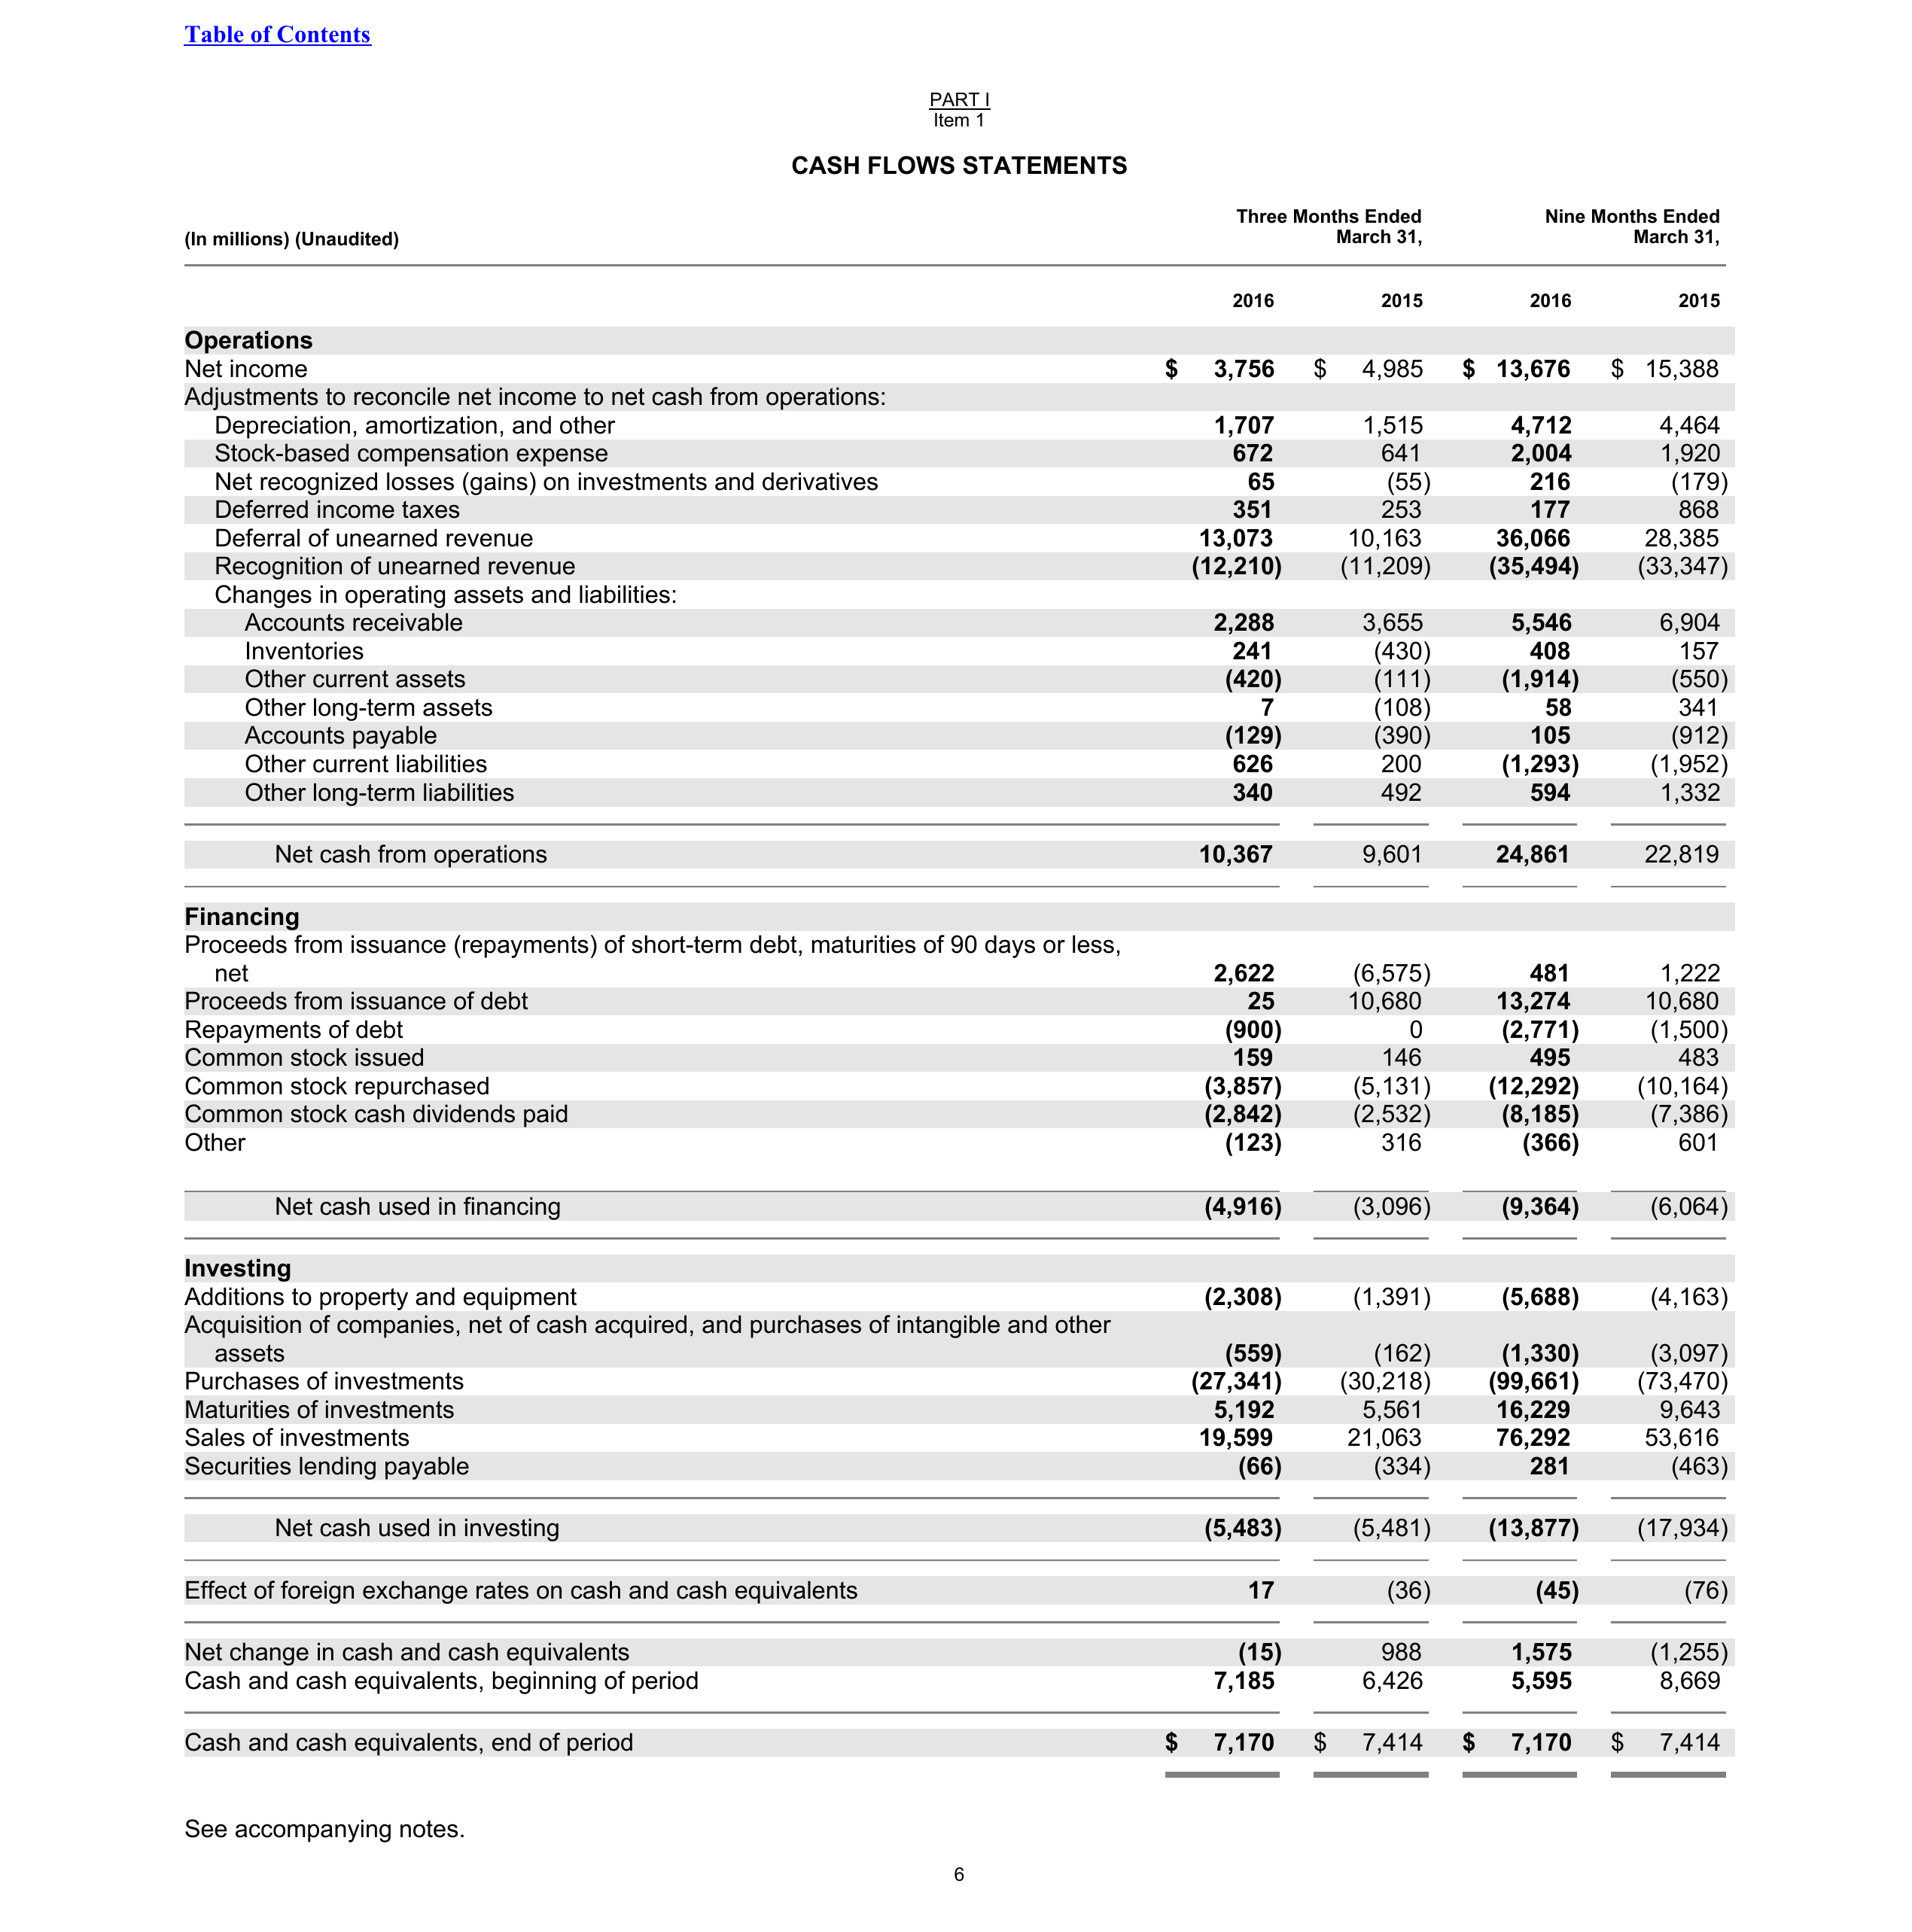 Table of Contents
PART I
Item 1
CASH FLOWS STATEMENTS
Three Months Ended Nine Months Ended
(In millions) (Unaudited) March 31, March 31,
2016 2015 2016 2015
Operations
Net income $ 3,756 $ 4,985 $ 13,676 $ 15,388
Adjustments to reconcile net income to net cash from operations:
Depreciation, amortization, and other 1,707 1,515 4,712 4,464
Stock-based compensation expense 672 641 2,004 1,920
Net recognized losses (gains) on investments and derivatives 65 (55) 216 (179)
Deferred income taxes 351 253 177 868
Deferral of unearned revenue 13,073 10,163 36,066 28,385
Recognition of unearned revenue (12,210) (11,209) (35,494) (33,347)
Changes in operating assets and liabilities:
Accounts receivable 2,288 3,655 5,546 6,904
Inventories 241 (430) 408 157
Other current assets (420) (111) (1,914) (550)
Other long-term assets 7 (108) 58 341
Accounts payable (129) (390) 105 (912)
Other current liabilities 626 200 (1,293) (1,952)
Other long-term liabilities 340 492 594 1,332
Net cash from operations 10,367 9,601 24,861 22,819
Financing
Proceeds from issuance (repayments) of short-term debt, maturities of 90 days or less,
net 2,622 (6,575) 481 1,222
Proceeds from issuance of debt 25 10,680 13,274 10,680
Repayments of debt (900) 0 (2,771) (1,500)
Common stock issued 159 146 495 483
Common stock repurchased (3,857) (5,131) (12,292) (10,164)
Common stock cash dividends paid (2,842) (2,532) (8,185) (7,386)
Other (123) 316 (366) 601
Net cash used in financing (4,916) (3,096) (9,364) (6,064)
Investing
Additions to property and equipment (2,308) (1,391) (5,688) (4,163)
Acquisition of companies, net of cash acquired, and purchases of intangible and other
assets (559) (162) (1,330) (3,097)
Purchases of investments (27,341) (30,218) (99,661) (73,470)
Maturities of investments 5,192 5,561 16,229 9,643
Sales of investments 19,599 21,063 76,292 53,616
Securities lending payable (66) (334) 281 (463)
Net cash used in investing (5,483) (5,481) (13,877) (17,934)
Effect of foreign exchange rates on cash and cash equivalents 17 (36) (45) (76)
Net change in cash and cash equivalents (15) 988 1,575 (1,255)
Cash and cash equivalents, beginning of period 7,185 6,426 5,595 8,669
Cash and cash equivalents, end of period $ 7,170 $ 7,414 $ 7,170 $ 7,414
See accompanying notes.
6